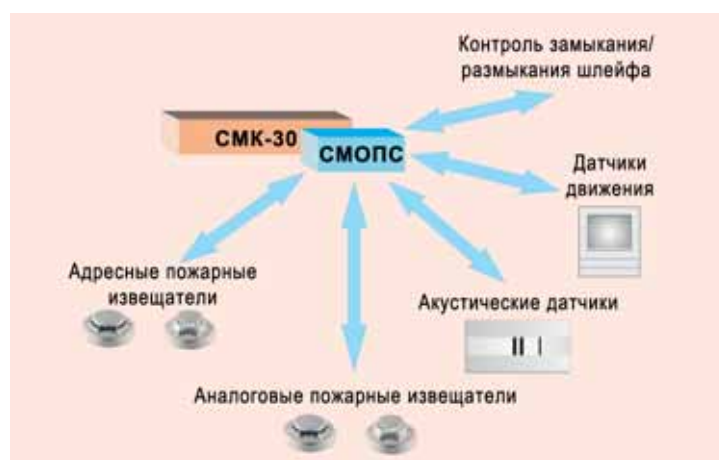 Контроль замыкания/
размыкания шлейфа
СМК-30
СМОПС
Датчики
движения
Адресные пожарные
извещатели
Акустические датчики
Аналоговые пожарные извещатели